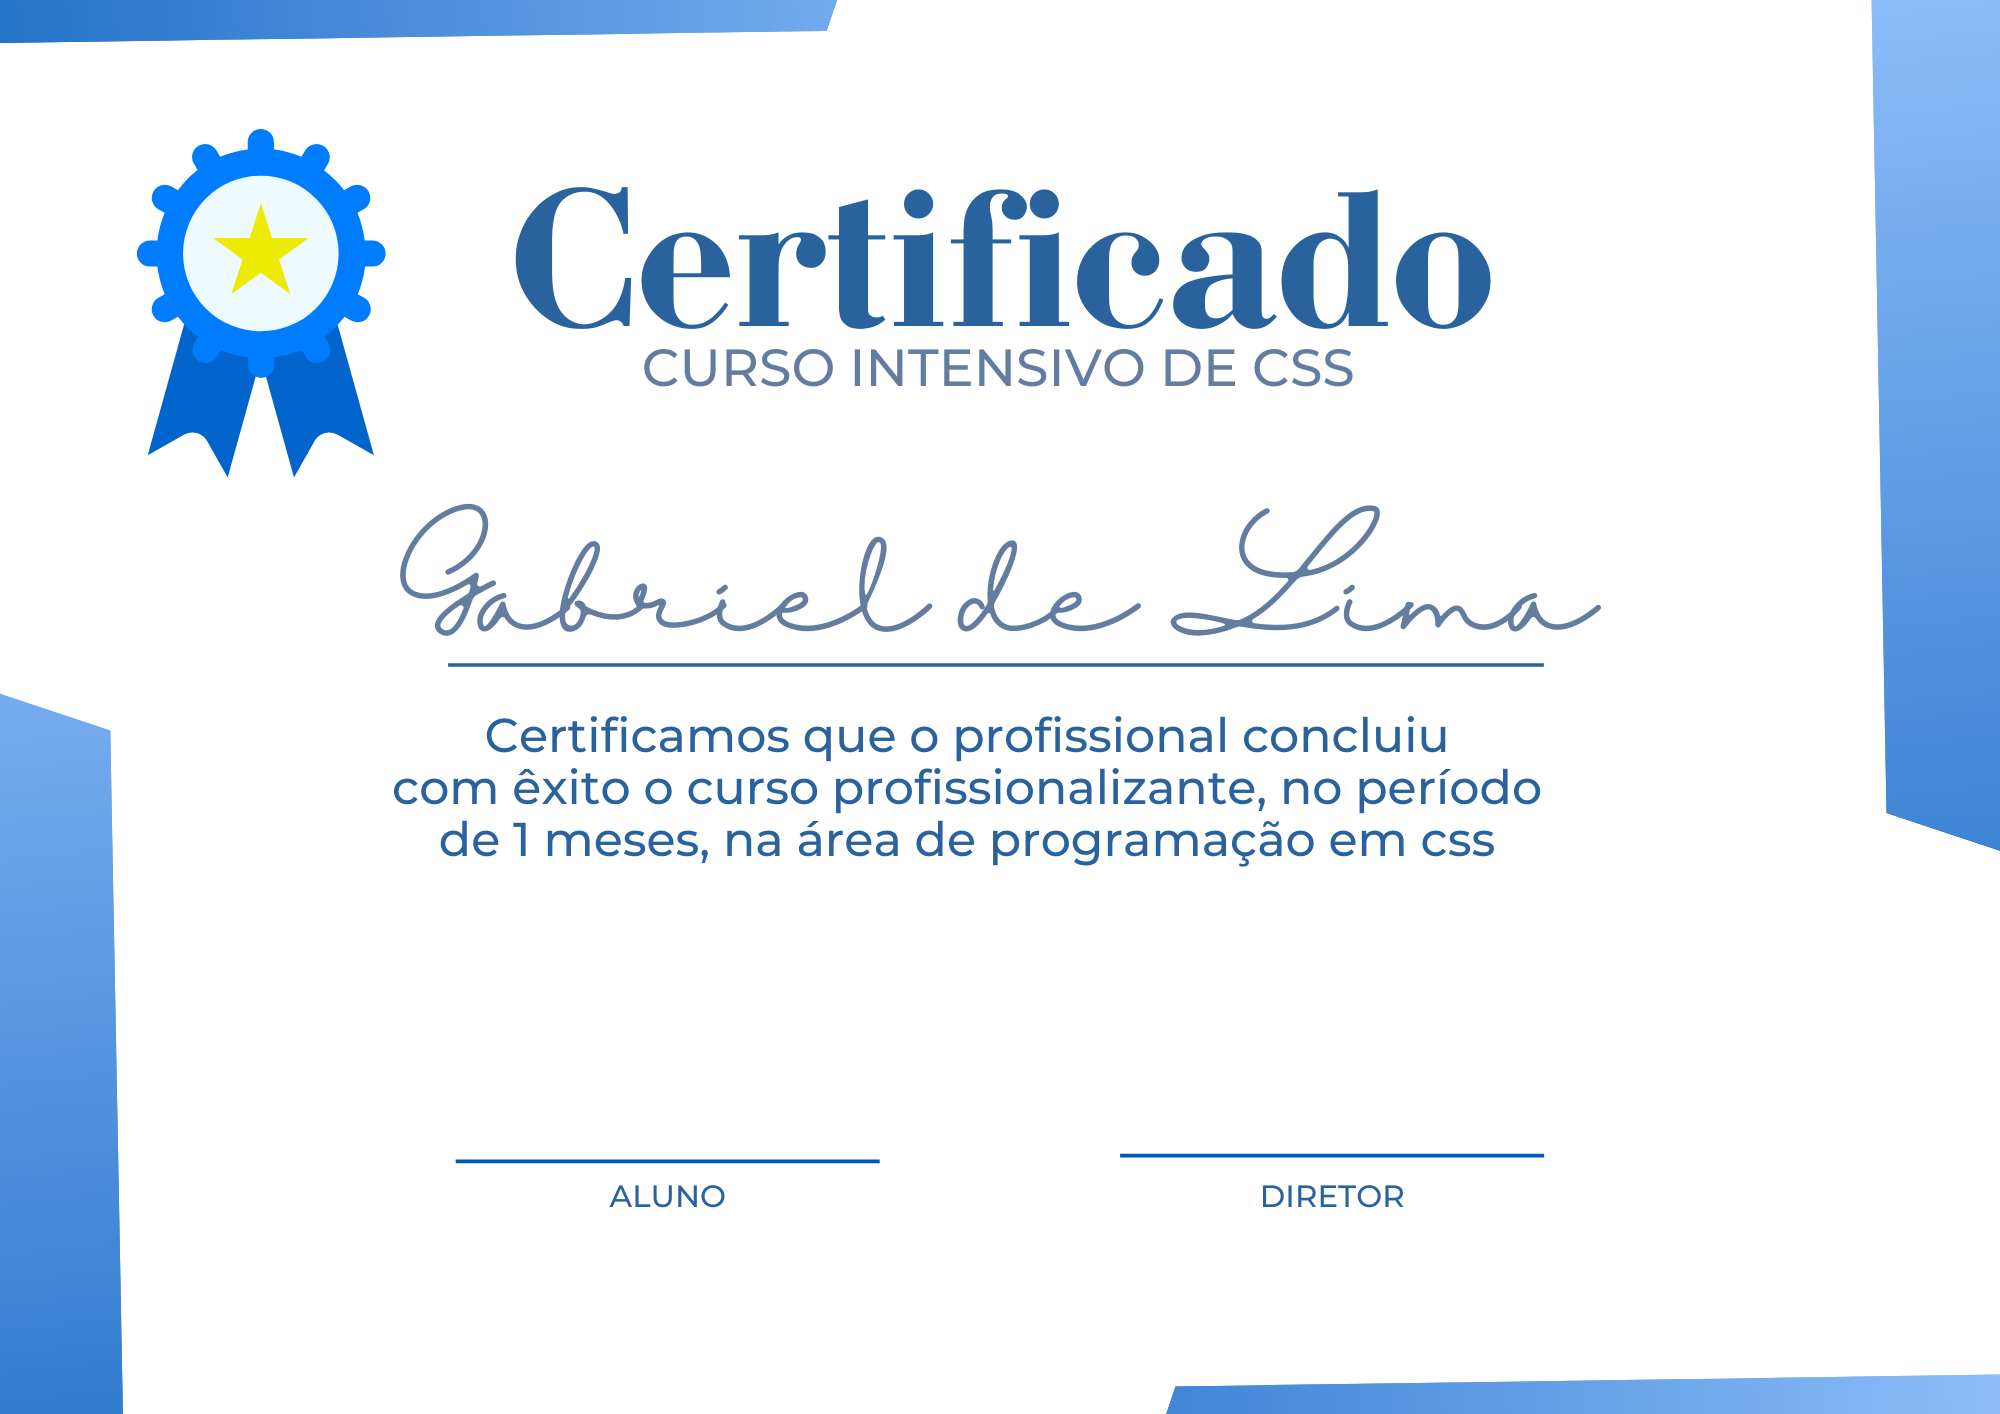 Certificado
CURSO INTENSIVO DE CSS
Gabriel de Lima
Certificamos que o profissional concluiu
com êxito o curso profissionalizante, no período
de 1 meses, na área de programação em css
ALUNO
DIRETOR